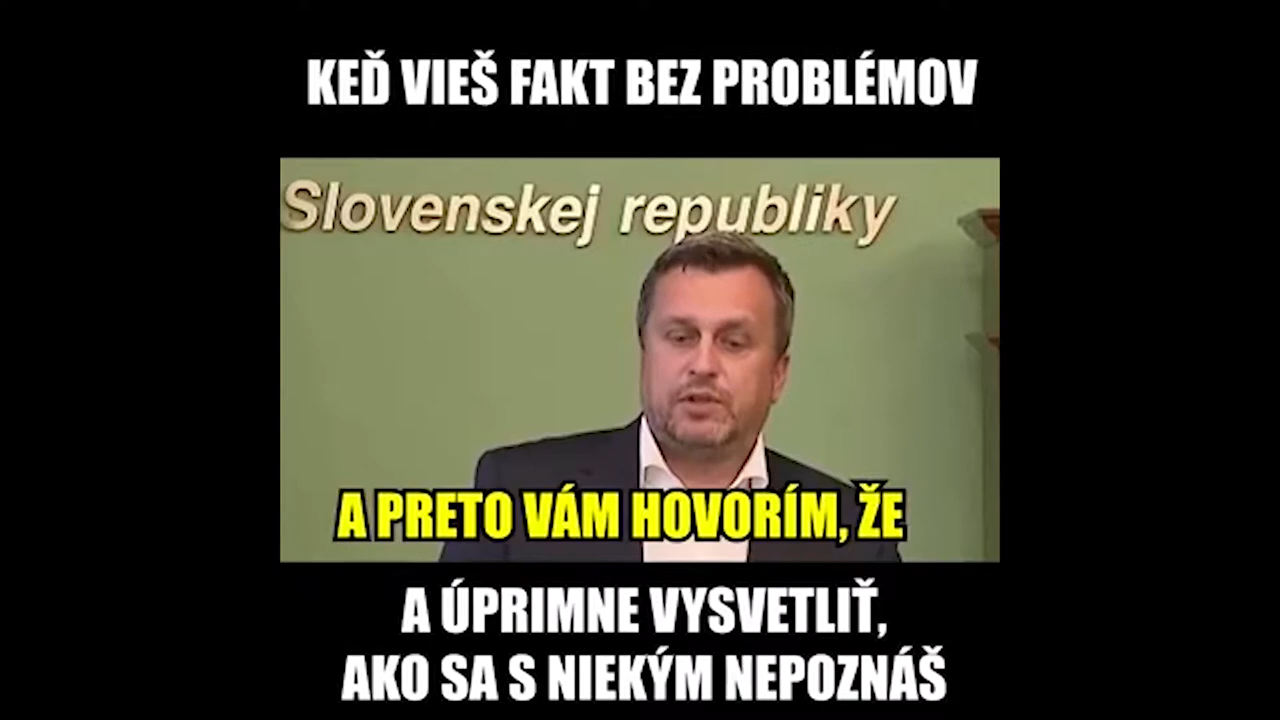 KEĎ VIEŠ FAKT BEZ PROBLÉMOV
Slovenskej republiky
A PRETO VÁM HOVORÍM, ŽE
A ÚPRIMNE VYSVETLIŤ,
AKO SA S NIEKÝM NEPOZNÁŠ